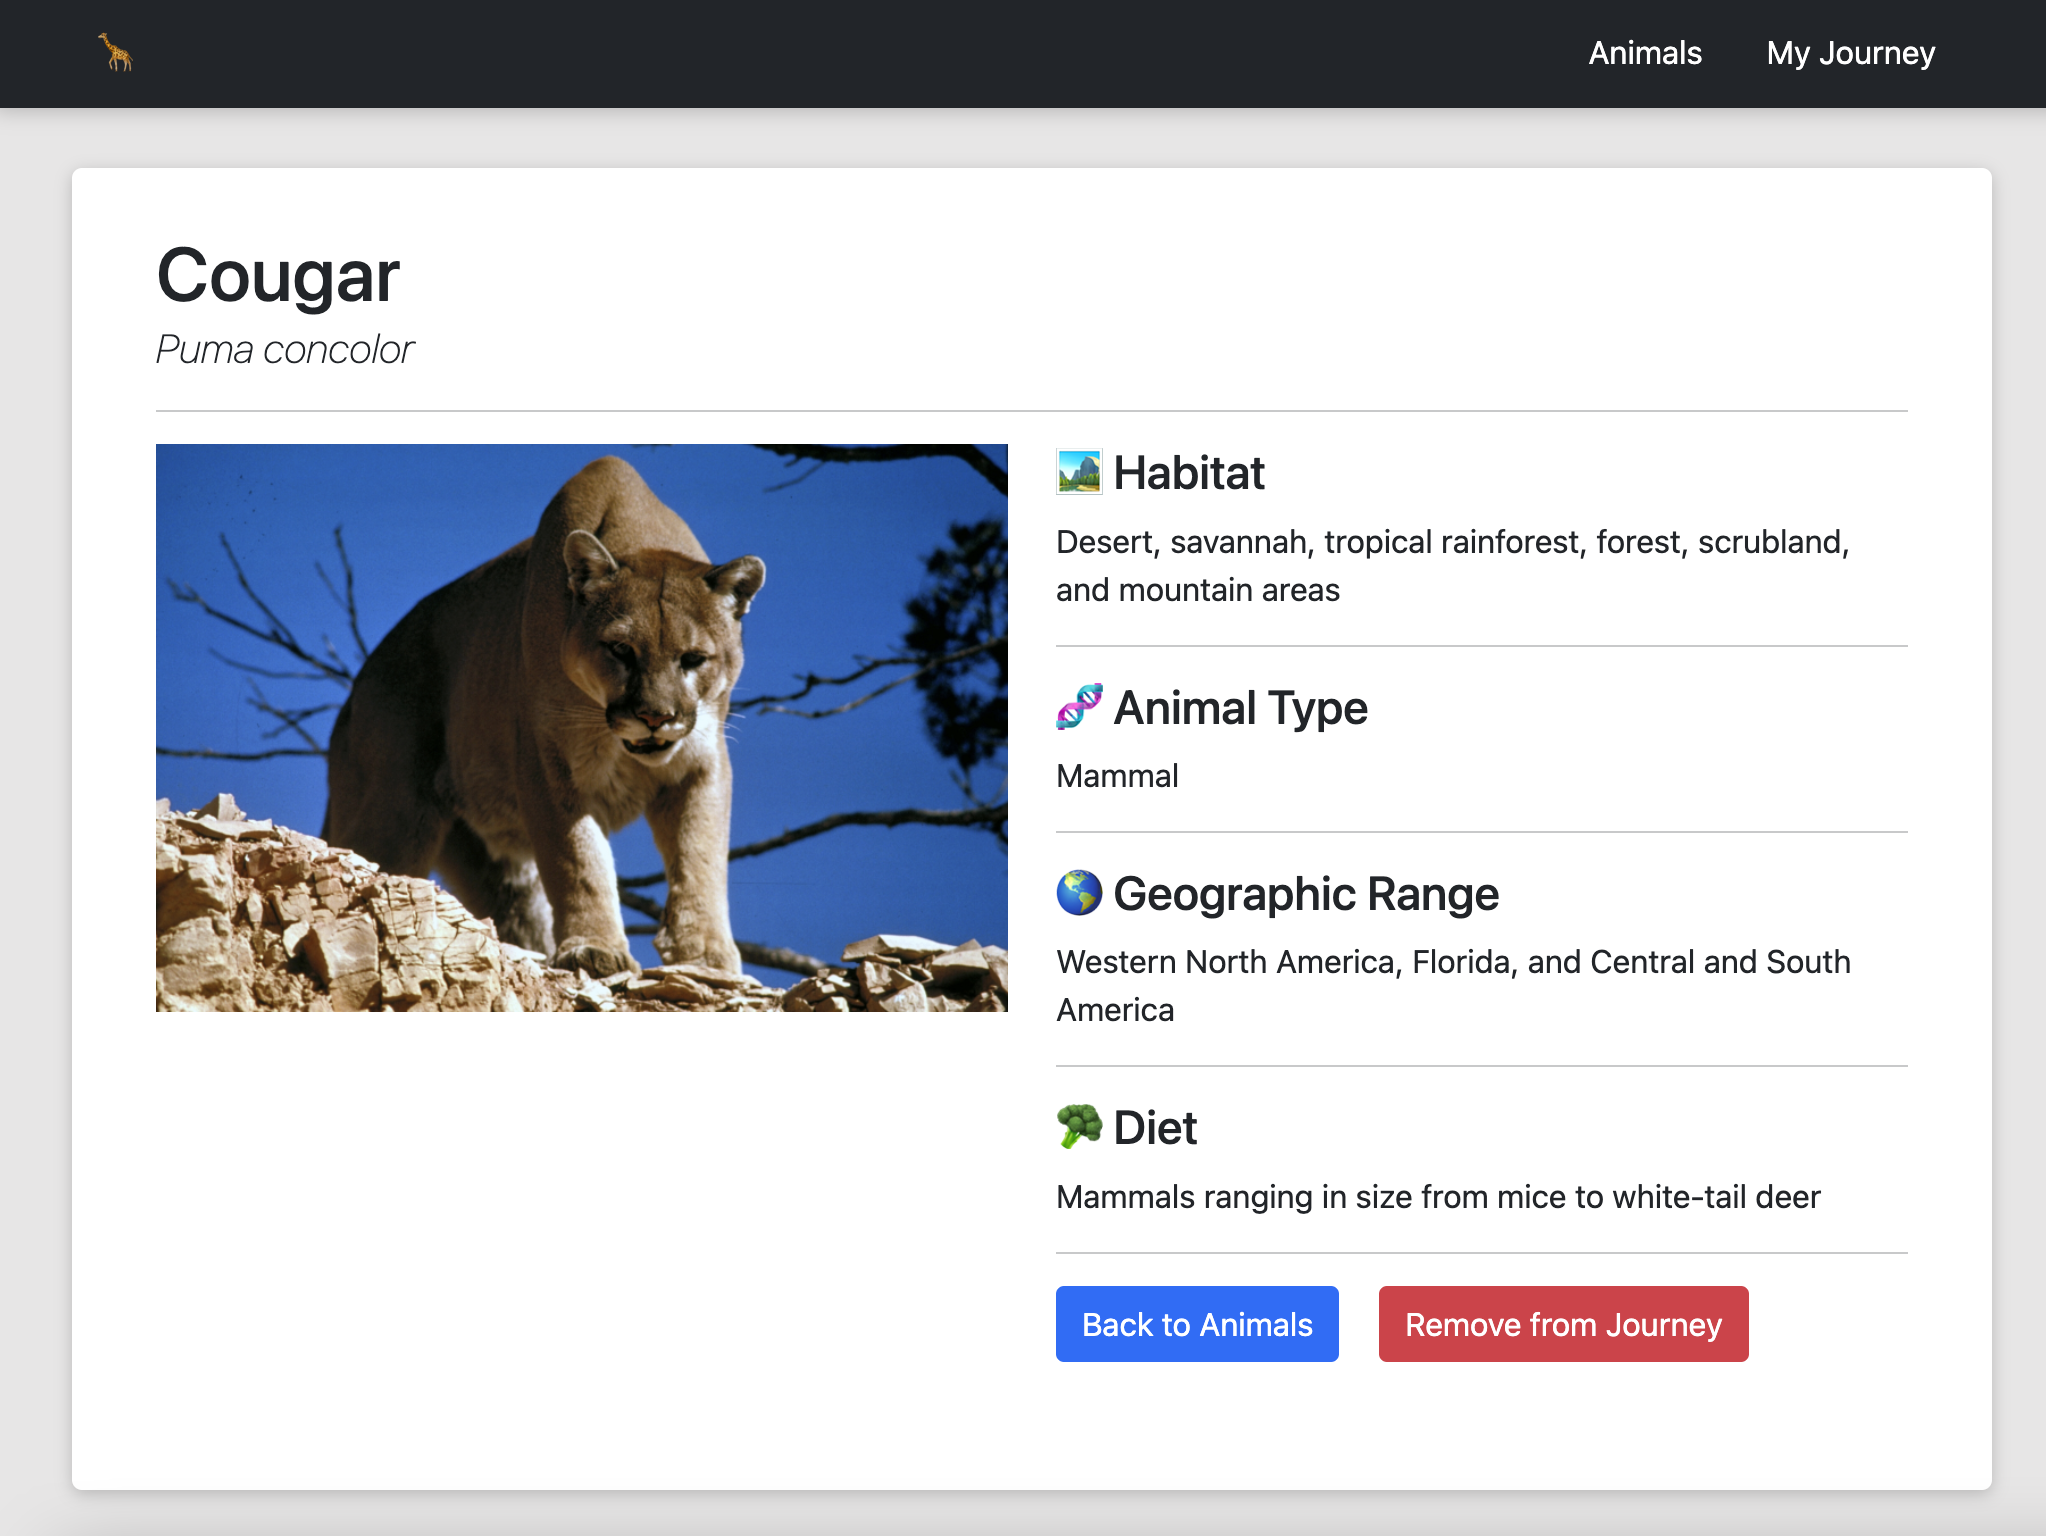 Animals
My Journey
Cougar
Puma concolor
Habitat
Desert, savannah, tropical rainforest, forest, scrubland,
and mountain areas
Animal Type
Mammal
Geographic Range
Western North America, Florida, and Central and South
America
Diet
Mammals ranging in size from mice to white-tail deer
Back to Animals
Remove from Journey